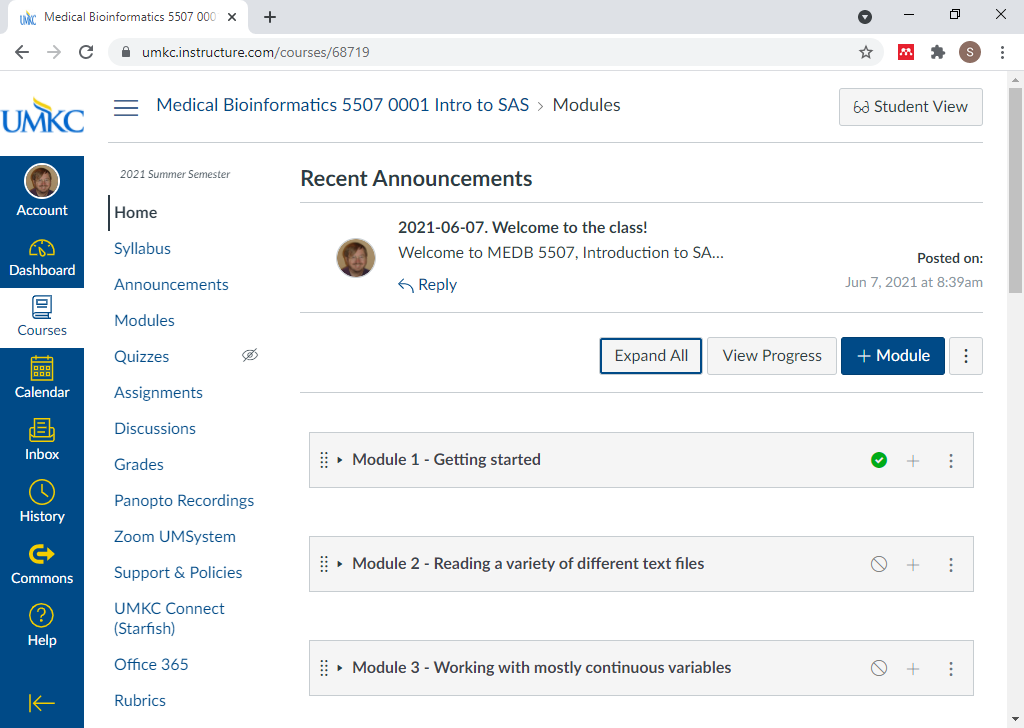 UMKC Medical Bioinformatics 5507 000
umkc.instructure.com/courses/68719
S
UMKC
Medical Bioinformatics 5507 0001 Intro to SAS > Modules
Student View
Account
Dashboard
Courses
Calendar
Inbox
History
Commons
Help
2021 Summer Semester
Home
Syllabus
Announcements
Modules
Quizzes
Assignments
Discussions
Grades
Panopto Recordings
Zoom UMSystem
Support & Policies
UMKC Connect
(Starfish)
Office 365
Rubrics
Recent Announcements
2021-06-07. Welcome to the class!
Welcome to MEDB 5507, Introduction to SA...
Reply
Posted on:
Jun 7, 2021 at 8:39am
Expand All
View Progress
+ Module
Module 1 - Getting started
Module 2 - Reading a variety of different text files
Module 3 - Working with mostly continuous variables